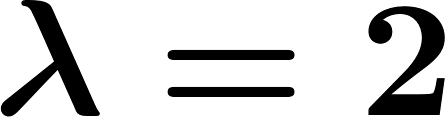 λ = 2